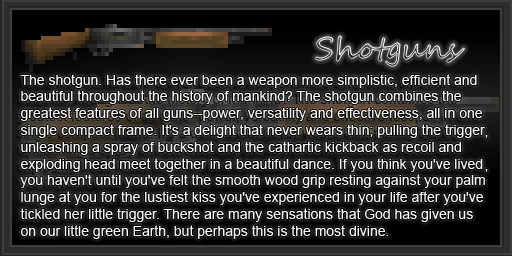 Shotguns
The shotgun. Has there ever been a weapon more simplistic, efficient and
beautiful throughout the history of mankind? The shotgun combines the
greatest features of all guns--power, versatility and effectiveness, all in one
single compact frame. It's a delight that never wears thin; pulling the trigger,
unleashing a spray of buckshot and the cathartic kickback as recoil and
exploding head meet together in a beautiful dance. If you think you've lived,
you haven't until you've felt the smooth wood grip resting against your palm
lunge at you for the lustiest kiss you've experienced in your life after you've
tickled her little trigger. There are many sensations that God has given us
on our little green Earth, but perhaps this is the most divine.